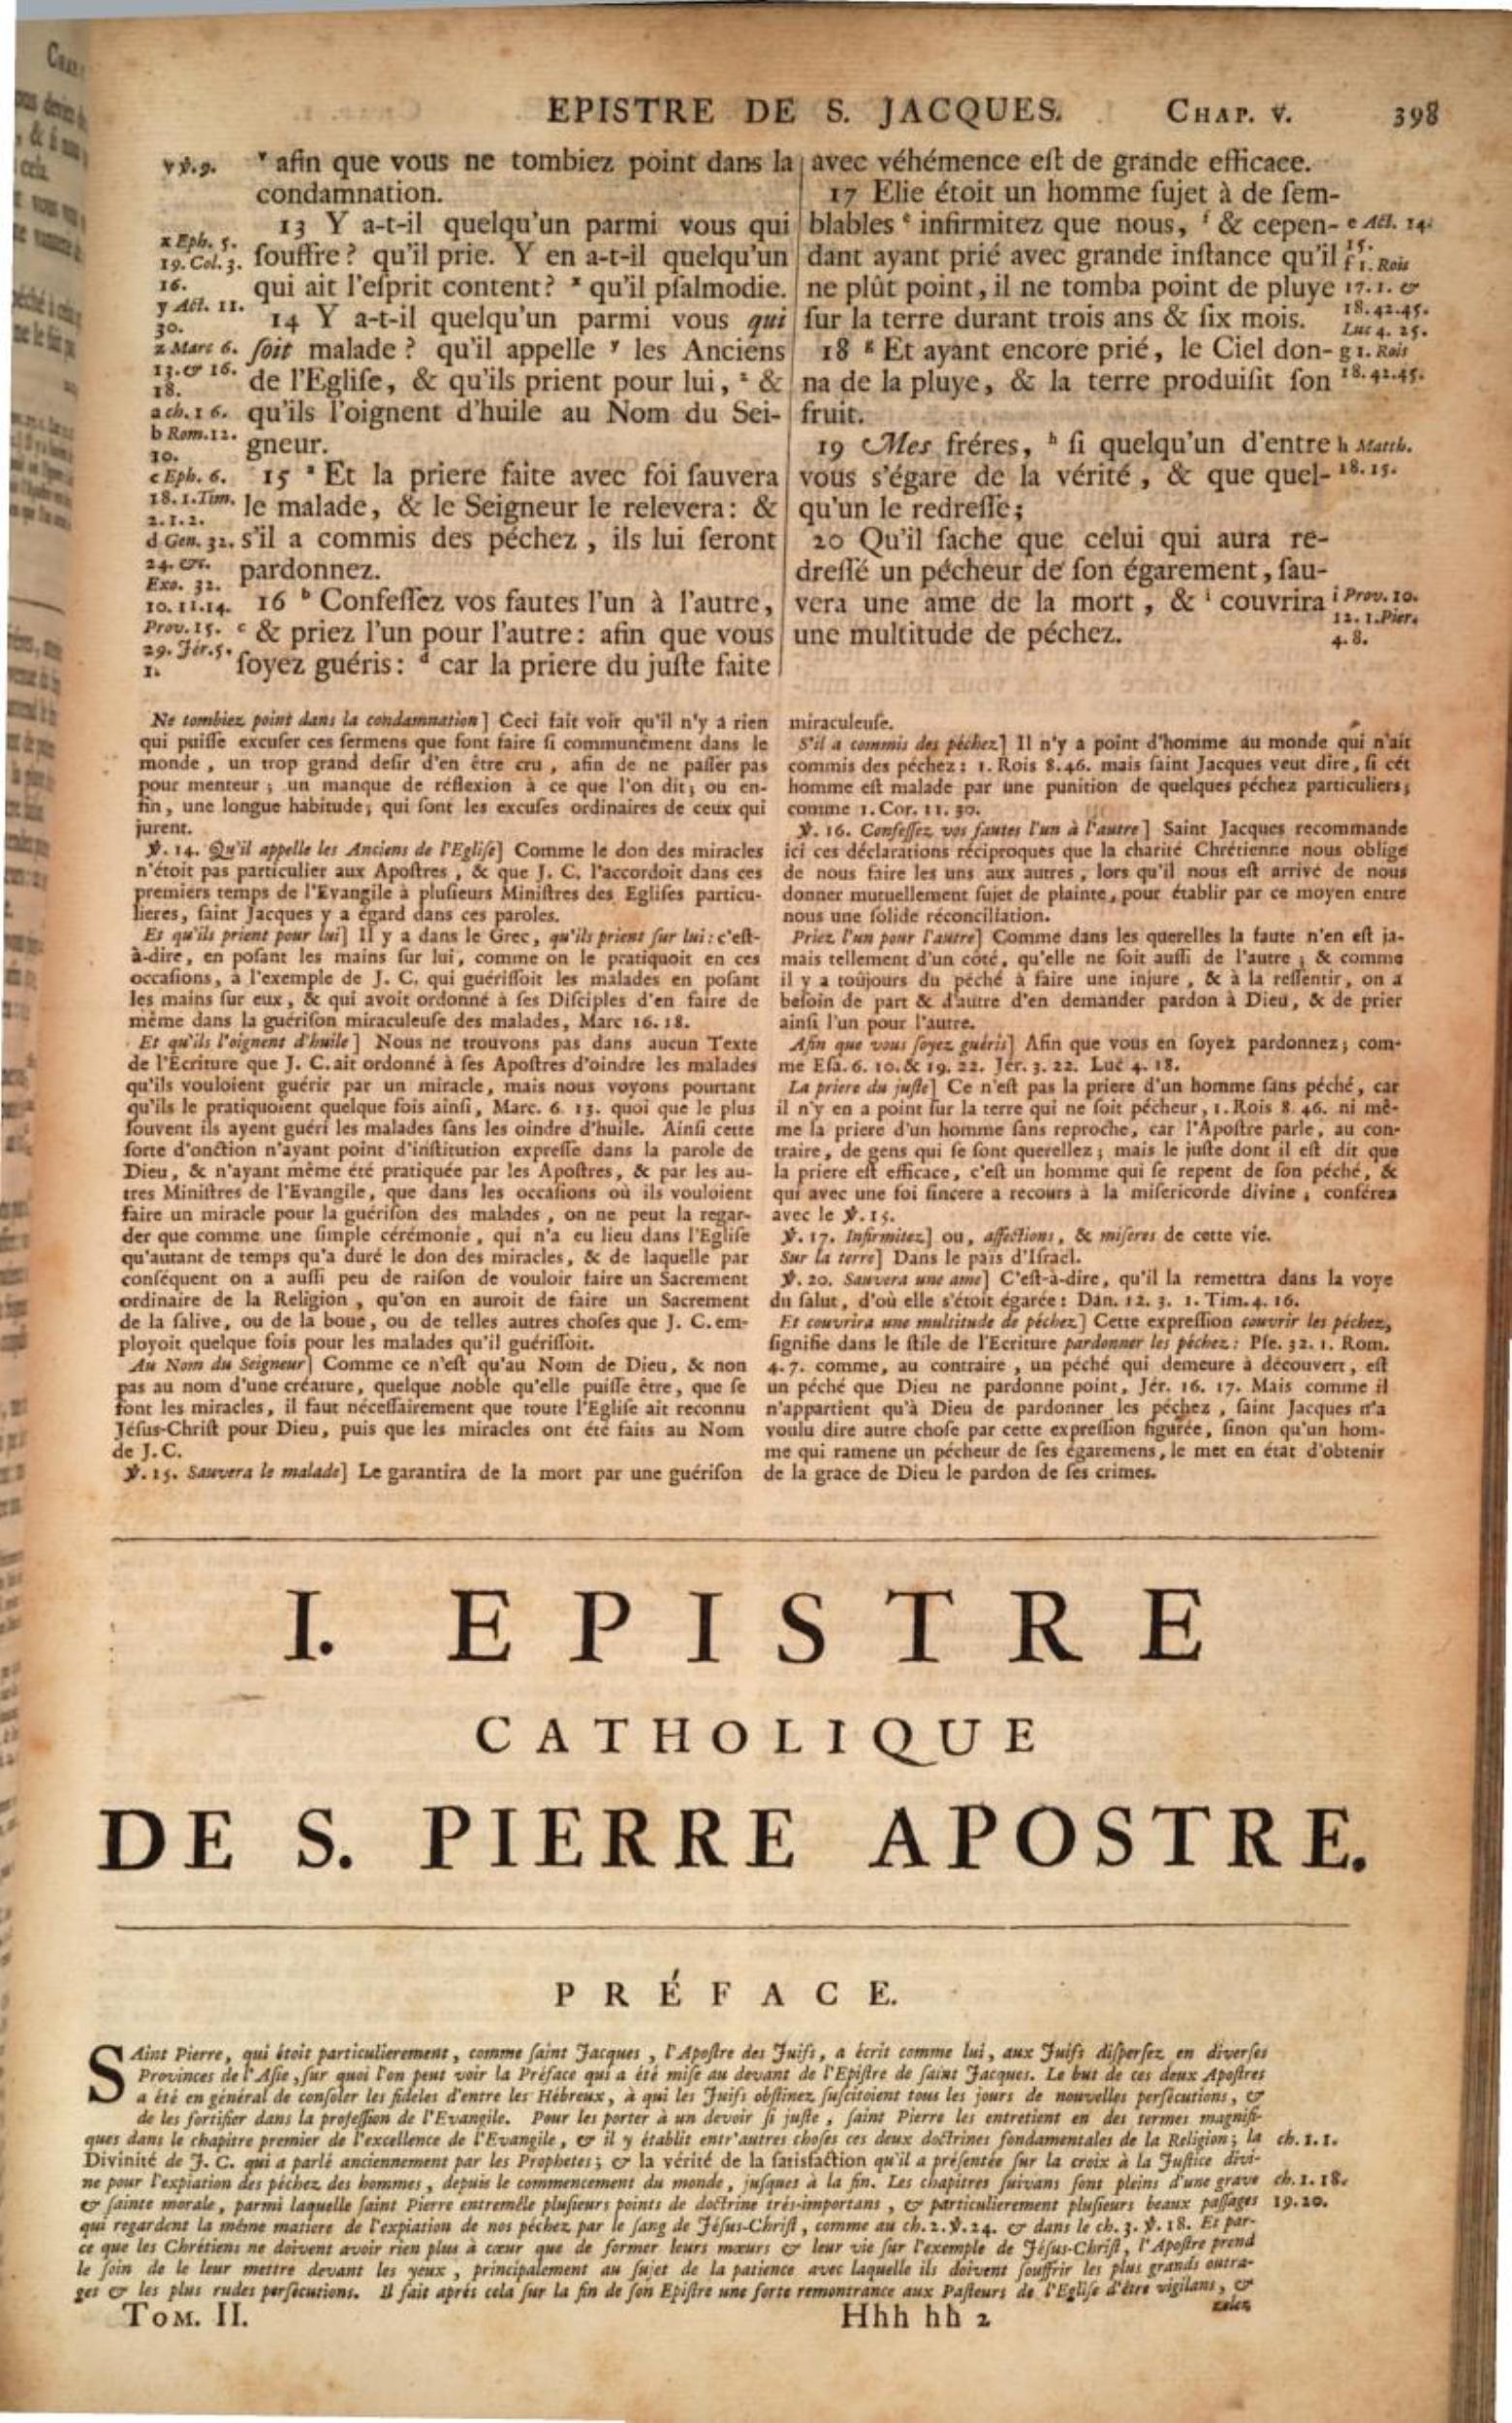 EPISTRE DE S. JACQUES. CHAP. V. 398
v ỳ.9.
x Eph. 5.
19. Col. 3.
16.
y Act. 11.
30.
z Marc 6.
13. & 16.
18.
a ch. 1 6.
b Rom. 12.
10.
c Eph. 6.
18. 1. Tim.
2. 1. 2.
d Gen. 32.
24. &c.
Exo. 32.
10. 11. 14.
Prov. 15.
29. Jér. 5.
1.
ᵛ afin que vous ne tombiez point dans la
condamnation.
13 Y a-t-il quelqu'un parmi vous qui
ſouffre? qu'il prie. Y en a-t-il quelqu'un
qui ait l'eſprit content? ˣ qu'il pſalmodie.
14 Y a-t-il quelqu'un parmi vous qui
ſoit malade? qu'il appelle ʸ les Anciens
de l'Egliſe, & qu'ils prient pour lui, ᶻ &
qu'ils l'oignent d'huile au Nom du Sei-
gneur.
15 ᵃ Et la priere faite avec foi ſauvera
le malade, & le Seigneur le relevera: &
s'il a commis des péchez, ils lui ſeront
pardonnez.
16 ᵇ Confeſſez vos fautes l'un à l'autre,
ᶜ & priez l'un pour l'autre: afin que vous
ſoyez guéris: ᵈ car la priere du juſte faite
avec véhémence eſt de grande efficace.
17 Elie étoit un homme ſujet à de ſem-
blables ᵉ infirmitez que nous, ᶠ & cepen-
dant ayant prié avec grande inſtance qu'il
ne plût point, il ne tomba point de pluye
ſur la terre durant trois ans & ſix mois.
18 ᵍ Et ayant encore prié, le Ciel don-
na de la pluye, & la terre produiſit ſon
fruit.
19 Mes fréres, ʰ ſi quelqu'un d'entre
vous s'égare de la vérité, & que quel-
qu'un le redreſſe;
20 Qu'il ſache que celui qui aura re-
dreſſé un pécheur de ſon égarement, ſau-
vera une ame de la mort, & ⁱ couvrira
une multitude de péchez.
e Act. 14.
15.
f 1. Rois
17. 1. &
18. 42. 45.
Luc 4. 25.
g 1. Rois
18. 42. 45.
h Matth.
18. 15.
i Prov. 10.
12. 1. Pier.
4. 8.
Ne tombiez point dans la condamnation] Ceci fait voir qu'il n'y a rien
qui puiſſe excuſer ces ſermens que font faire ſi communément dans le
monde, un trop grand deſir d'en être cru, afin de ne paſſer pas
pour menteur; un manque de réflexion à ce que l'on dit; ou en-
fin, une longue habitude; qui ſont les excuſes ordinaires de ceux qui
jurent.
ỳ. 14. Qu'il appelle les Anciens de l'Egliſe] Comme le don des miracles
n'étoit pas particulier aux Apoſtres, & que J. C. l'accordoit dans ces
premiers temps de l'Evangile à pluſieurs Miniſtres des Egliſes particu-
lieres, ſaint Jacques y a égard dans ces paroles.
Et qu'ils prient pour lui] Il y a dans le Grec, qu'ils prient ſur lui: c'eſt-
à-dire, en poſant les mains ſur lui, comme on le pratiquoit en ces
occaſions, à l'exemple de J. C. qui guériſſoit les malades en poſant
les mains ſur eux, & qui avoit ordonné à ſes Diſciples d'en faire de
même dans la guériſon miraculeuſe des malades, Marc 16. 18.
Et qu'ils l'oignent d'huile] Nous ne trouvons pas dans aucun Texte
de l'Ecriture que J. C. ait ordonné à ſes Apoſtres d'oindre les malades
qu'ils vouloient guérir par un miracle, mais nous voyons pourtant
qu'ils le pratiquoient quelque fois ainſi, Marc. 6. 13. quoi que le plus
ſouvent ils ayent guéri les malades ſans les oindre d'huile. Ainſi cette
ſorte d'onction n'ayant point d'inſtitution expreſſe dans la parole de
Dieu, & n'ayant même été pratiquée par les Apoſtres, & par les au-
tres Miniſtres de l'Evangile, que dans les occaſions où ils vouloient
faire un miracle pour la guériſon des malades, on ne peut la regar-
der que comme une ſimple cérémonie, qui n'a eu lieu dans l'Egliſe
qu'autant de temps qu'a duré le don des miracles, & de laquelle par
conſéquent on a auſſi peu de raiſon de vouloir faire un Sacrement
ordinaire de la Religion, qu'on en auroit de faire un Sacrement
de la ſalive, ou de la boue, ou de telles autres choſes que J. C. em-
ployoit quelque fois pour les malades qu'il guériſſoit.
Au Nom du Seigneur] Comme ce n'eſt qu'au Nom de Dieu, & non
pas au nom d'une créature, quelque noble qu'elle puiſſe être, que ſe
font les miracles, il faut néceſſairement que toute l'Egliſe ait reconnu
Jéſus-Chriſt pour Dieu, puis que les miracles ont été faits au Nom
de J. C.
ỳ. 15. Sauvera le malade] Le garantira de la mort par une guériſon
miraculeuſe.
S'il a commis des péchez] Il n'y a point d'homme au monde qui n'ait
commis des péchez: 1. Rois 8. 46. mais ſaint Jacques veut dire, ſi cét
homme eſt malade par une punition de quelques péchez particuliers;
comme 1. Cor. 11. 30.
ỳ. 16. Confeſſez vos fautes l'un à l'autre] Saint Jacques recommande
ici ces déclarations réciproques que la charité Chrétienne nous oblige
de nous faire les uns aux autres, lors qu'il nous eſt arrivé de nous
donner mutuellement ſujet de plainte, pour établir par ce moyen entre
nous une ſolide réconciliation.
Priez l'un pour l'autre] Comme dans les querelles la faute n'en eſt ja-
mais tellement d'un côté, qu'elle ne ſoit auſſi de l'autre; & comme
il y a toûjours du péché à faire une injure, & à la reſſentir, on a
beſoin de part & d'autre d'en demander pardon à Dieu, & de prier
ainſi l'un pour l'autre.
Afin que vous ſoyez guéris] Afin que vous en ſoyez pardonnez; com-
me Eſa. 6. 10. & 19. 22. Jér. 3. 22. Luc 4. 18.
La priere du juſte] Ce n'eſt pas la priere d'un homme ſans péché, car
il n'y en a point ſur la terre qui ne ſoit pécheur, 1. Rois 8. 46. ni mê-
me la priere d'un homme ſans reproche, car l'Apoſtre parle, au con-
traire, de gens qui ſe ſont querellez; mais le juſte dont il eſt dit que
la priere eſt efficace, c'eſt un homme qui ſe repent de ſon péché, &
qui avec une foi ſincere a recours à la miſericorde divine; conférez
avec le ỳ. 15.
ỳ. 17. Infirmitez] ou, affections, & miſeres de cette vie.
Sur la terre] Dans le païs d'Iſraël.
ỳ. 20. Sauvera une ame] C'eſt-à-dire, qu'il la remettra dans la voye
du ſalut, d'où elle s'étoit égarée: Dan. 12. 3. 1. Tim. 4. 16.
Et couvrira une multitude de péchez] Cette expreſſion couvrir les péchez,
ſignifie dans le ſtile de l'Ecriture pardonner les péchez: Pſe. 32. 1. Rom.
4. 7. comme, au contraire, un péché qui demeure à découvert, eſt
un péché que Dieu ne pardonne point, Jér. 16. 17. Mais comme il
n'appartient qu'à Dieu de pardonner les péchez, ſaint Jacques n'a
voulu dire autre choſe par cette expreſſion figurée, ſinon qu'un hom-
me qui ramene un pécheur de ſes égaremens, le met en état d'obtenir
de la grace de Dieu le pardon de ſes crimes.
I. EPISTRE
CATHOLIQUE
DE S. PIERRE APOSTRE.
PRÉFACE.
SAint Pierre, qui étoit particulierement, comme ſaint Jacques, l'Apoſtre des Juifs, a écrit comme lui, aux Juifs diſperſez en diverſes
Provinces de l'Aſie, ſur quoi l'on peut voir la Préface qui a été miſe au devant de l'Epiſtre de ſaint Jacques. Le but de ces deux Apoſtres
a été en général de conſoler les fideles d'entre les Hébreux, à qui les Juifs obſtinez ſuſcitoient tous les jours de nouvelles perſécutions, &
de les fortifier dans la profeſſion de l'Evangile. Pour les porter à un devoir ſi juſte, ſaint Pierre les entretient en des termes magnifi-
ques dans le chapitre premier de l'excellence de l'Evangile, & il y établit entr'autres choſes ces deux doctrines fondamentales de la Religion; la ch. 1. 1.
Divinité de J. C. qui a parlé anciennement par les Prophetes; & la vérité de la ſatisfaction qu'il a préſentée ſur la croix à la Juſtice divi-
ne pour l'expiation des péchez des hommes, depuis le commencement du monde, juſques à la fin. Les chapitres ſuivans ſont pleins d'une grave ch. 1. 18.
& ſainte morale, parmi laquelle ſaint Pierre entremêle pluſieurs points de doctrine trés-importans, & particulierement pluſieurs beaux paſſages 19. 20.
qui regardent la même matiere de l'expiation de nos péchez par le ſang de Jéſus-Chriſt, comme au ch. 2. ỳ. 24. & dans le ch. 3. ỳ. 18. Et par-
ce que les Chrétiens ne doivent avoir rien plus à cœur que de former leurs mœurs & leur vie ſur l'exemple de Jéſus-Chriſt, l'Apoſtre prend
le ſoin de le leur mettre devant les yeux, principalement au ſujet de la patience avec laquelle ils doivent ſouffrir les plus grands outra-
ges & les plus rudes perſécutions. Il fait aprés cela ſur la fin de ſon Epiſtre une forte remontrance aux Paſteurs de l'Egliſe d'être vigilans, &
TOM. II. Hhh hh 2